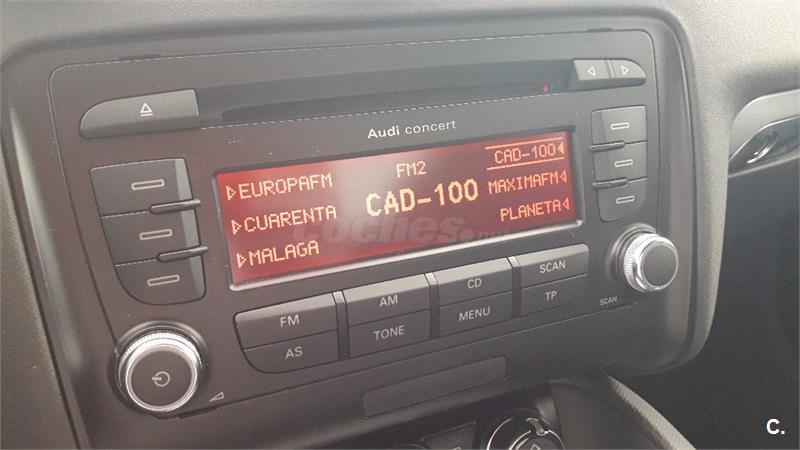 Audi concert
EUROPAFM
FM2
CAD-100
CUARENTA
CAD-100
MAXIMAFM
MALAGA
PLANETA
coches.net
FM
AM
CD
SCAN
AS
TONE
MENU
TP
SCAN
C.